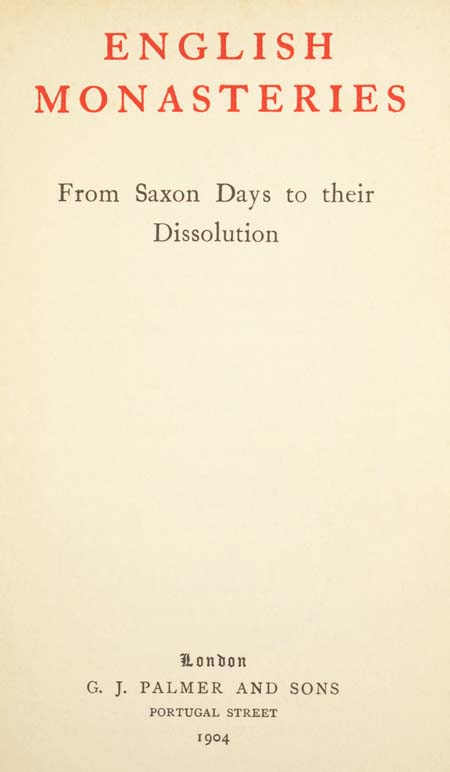 ENGLISH
MONASTERIES
From Saxon Days to their
Dissolution
London
G. J. PALMER AND SONS
PORTUGAL STREET
1904